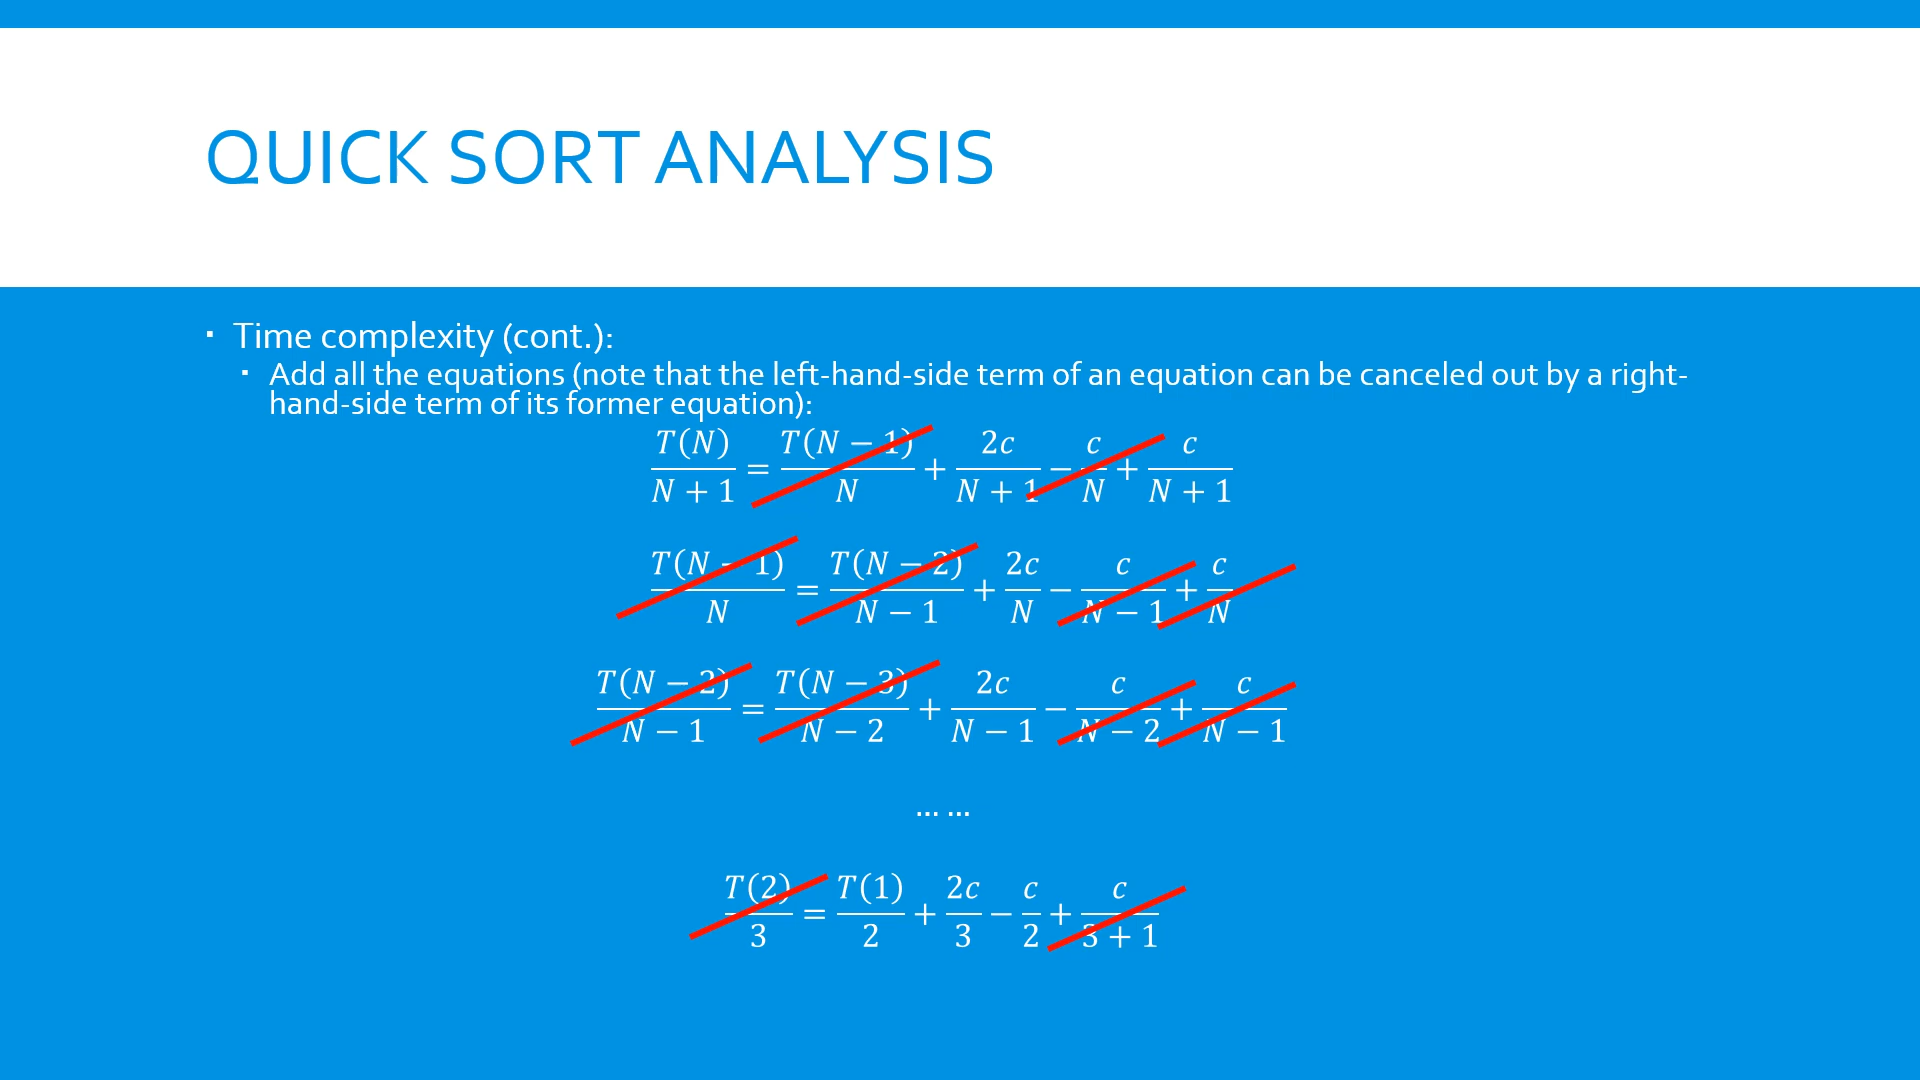 QUICK SORT ANALYSIS
▪ Time complexity (cont.):
▪ Add all the equations (note that the left-hand-side term of an equation can be canceled out by a right-
hand-side term of its former equation):
T(N)/(N + 1) = T(N − 1)/N + 2c/(N + 1) − c/N + c/(N + 1)
T(N − 1)/N = T(N − 2)/(N − 1) + 2c/N − c/(N − 1) + c/N
T(N − 2)/(N − 1) = T(N − 3)/(N − 2) + 2c/(N − 1) − c/(N − 2) + c/(N − 1)
... ...
T(2)/3 = T(1)/2 + 2c/3 − c/2 + c/(3 + 1)